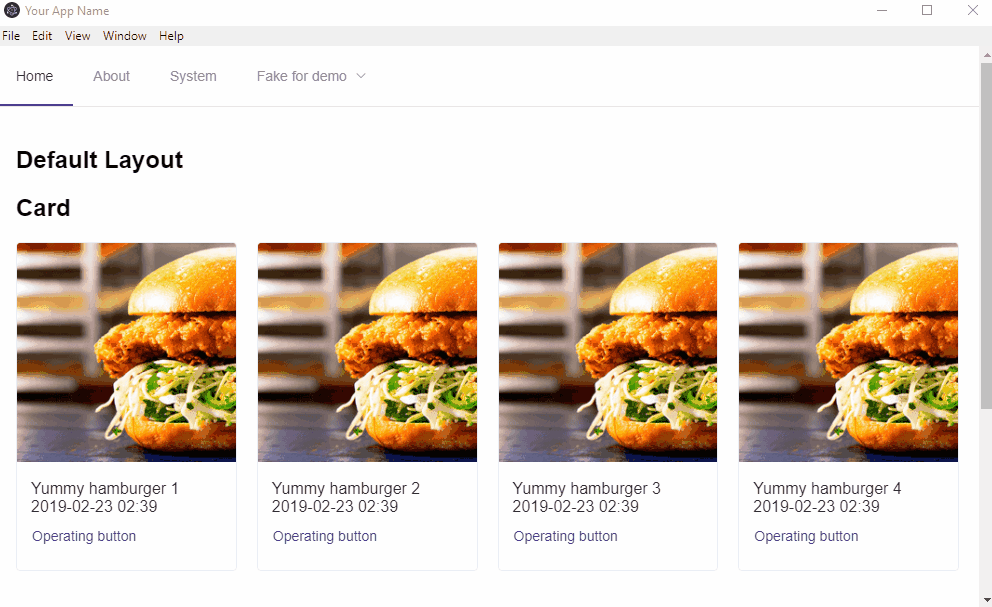 Your App Name
File Edit View Window Help
Home About System Fake for demo
Default Layout
Card
Yummy hamburger 1
2019-02-23 02:39
Operating button
Yummy hamburger 2
2019-02-23 02:39
Operating button
Yummy hamburger 3
2019-02-23 02:39
Operating button
Yummy hamburger 4
2019-02-23 02:39
Operating button